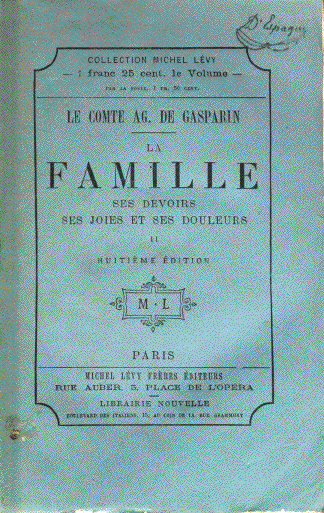 D'Espagne
COLLECTION MICHEL LÉVY
— 1 franc 25 cent. le Volume —
PAR LA POSTE, 1 FR. 50 CENT.
LE COMTE AG. DE GASPARIN
LA
FAMILLE
SES DEVOIRS
SES JOIES ET SES DOULEURS
II
HUITIÈME ÉDITION
M · L
PARIS
MICHEL LÉVY FRÈRES ÉDITEURS
RUE AUBER, 3, PLACE DE L'OPÉRA
LIBRAIRIE NOUVELLE
BOULEVARD DES ITALIENS, 15, AU COIN DE LA RUE GRAMMONT